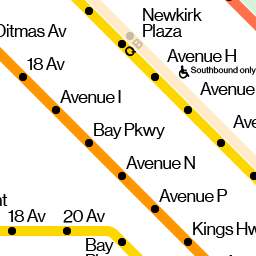 Newkirk
Plaza
Q
B
Ditmas Av
Avenue H
Southbound only
18 Av
Avenue
Avenue I
Bay Pkwy
Avenue N
Avenue P
18 Av
20 Av
Kings
Bay